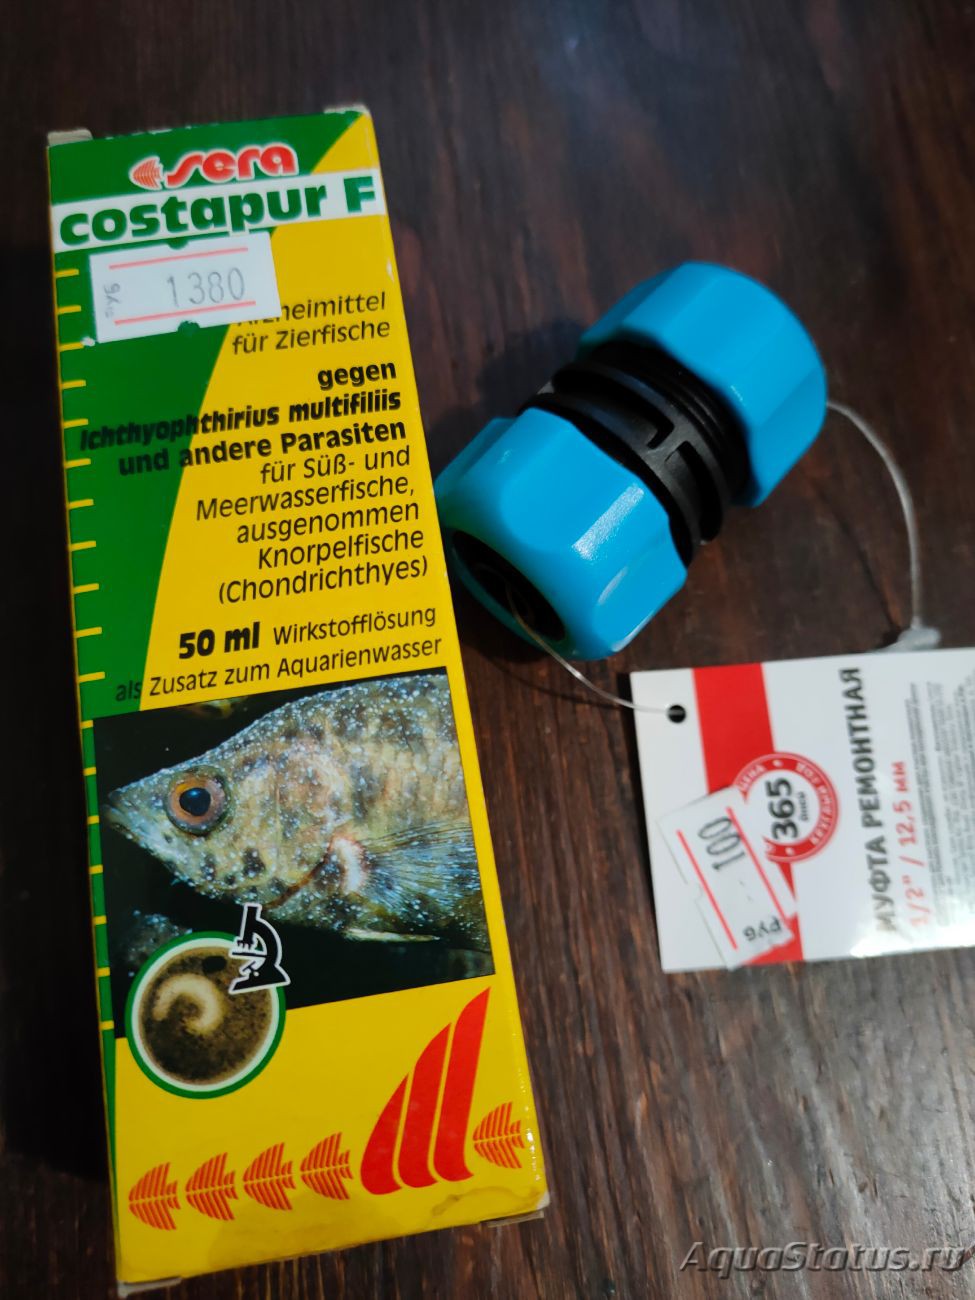 sera
costapur F
РУБ 1380
Arzneimittel
für Zierfische
gegen
Ichthyophthirius multifiliis
und andere Parasiten
für Süß- und
Meerwasserfische,
ausgenommen
Knorpelfische
(Chondrichthyes)
50 ml Wirkstofflösung
als Zusatz zum Aquarienwasser
МУФТА РЕМОНТНАЯ
1/2" / 12,5 мм
365
дней
100
РУБ
AquaStatus.ru